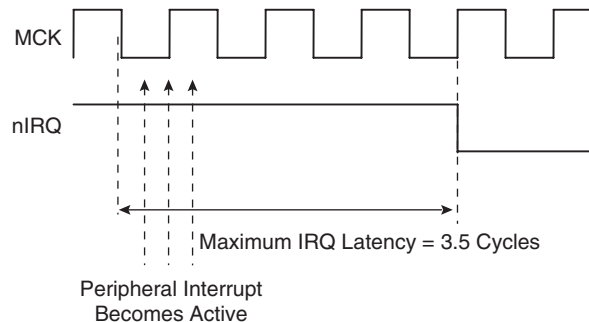 MCK
nIRQ
Maximum IRQ Latency = 3.5 Cycles
Peripheral Interrupt
Becomes Active